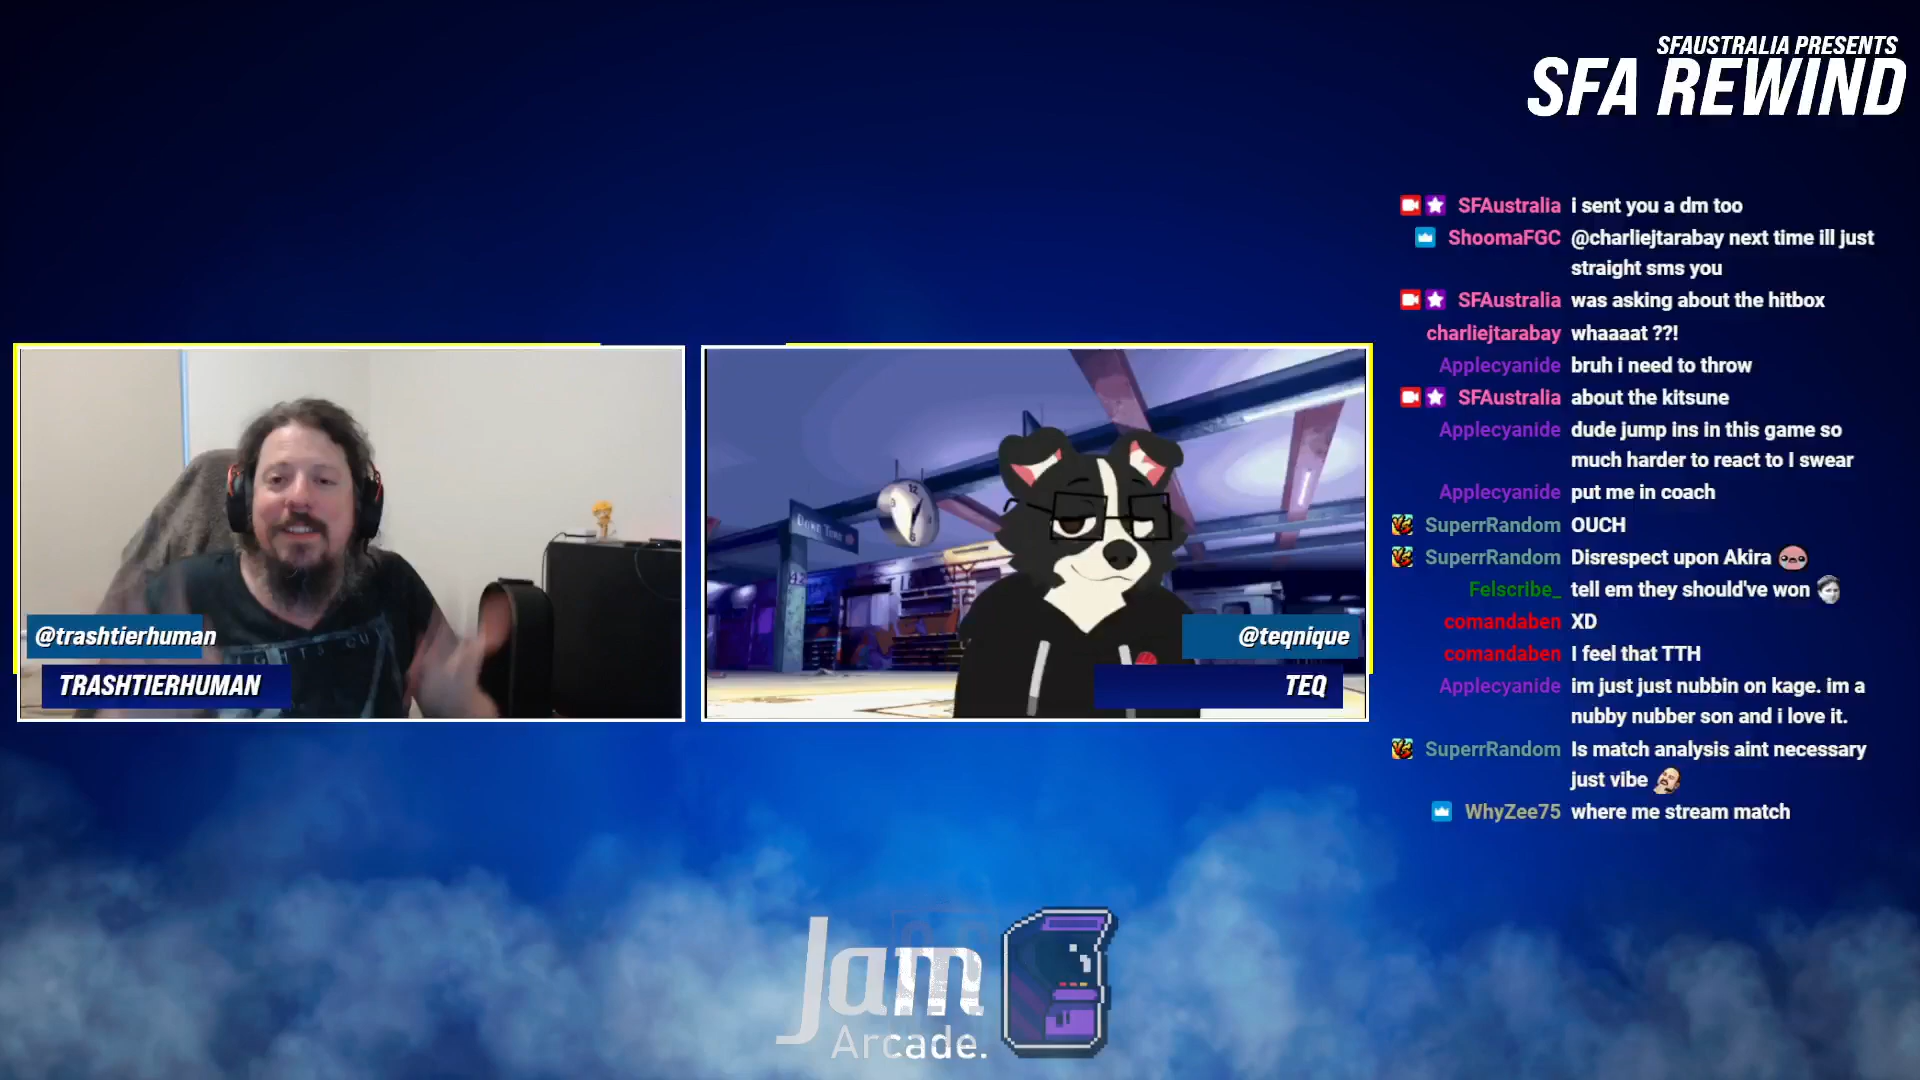 SFAUSTRALIA PRESENTS
SFA REWIND
SFAustralia i sent you a dm too
ShoomaFGC @charliejtarabay next time ill just
straight sms you
SFAustralia was asking about the hitbox
charliejtarabay whaaaat ??!
Applecyanide bruh i need to throw
SFAustralia about the kitsune
Applecyanide dude jump ins in this game so
much harder to react to I swear
Applecyanide put me in coach
SuperrRandom OUCH
SuperrRandom Disrespect upon Akira
Felscribe_ tell em they should've won
comandaben XD
comandaben I feel that TTH
Applecyanide im just just nubbin on kage. im a
nubby nubber son and i love it.
SuperrRandom Is match analysis aint necessary
just vibe
WhyZee75 where me stream match
@trashtierhuman
TRASHTIERHUMAN
12
6
42
@teqnique
TEQ
Jam
Arcade.